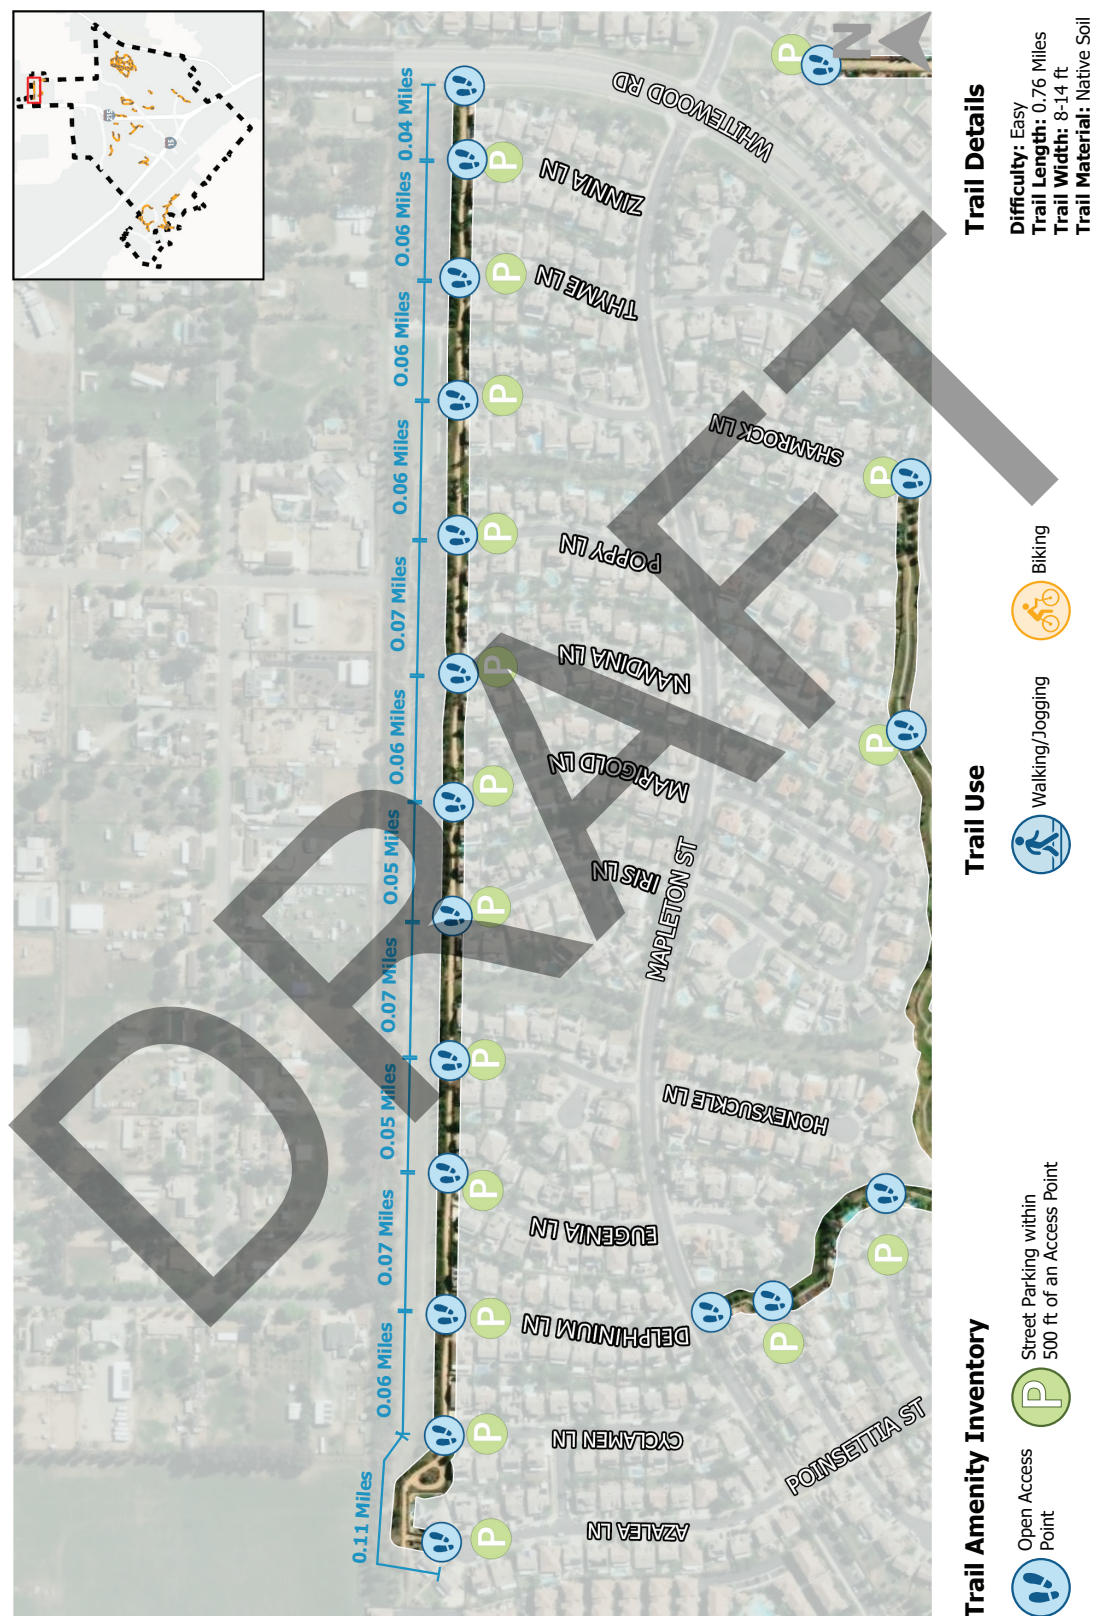 0.11 Miles
0.06 Miles
0.07 Miles
0.05 Miles
0.07 Miles
0.05 Miles
0.06 Miles
0.07 Miles
0.06 Miles
0.06 Miles
0.06 Miles
0.04 Miles
P
P
P
P
P
P
P
P
P
P
P
P
AZALEA LN
CYCLAMEN LN
DELPHINIUM LN
EUGENIA LN
HONEYSUCKLE LN
IRIS LN
MARIGOLD LN
NANDINA LN
POPPY LN
SHAMROCK LN
THYME LN
ZINNIA LN
WHITEWOOD RD
MAPLETON ST
POINSETTIA ST
P
P
P
P
P
N
DRAFT
215
15
Trail Amenity Inventory
Open Access
Point
P
Street Parking within
500 ft of an Access Point
Trail Use
Walking/Jogging
Biking
Trail Details
Difficulty: Easy
Trail Length: 0.76 Miles
Trail Width: 8-14 ft
Trail Material: Native Soil